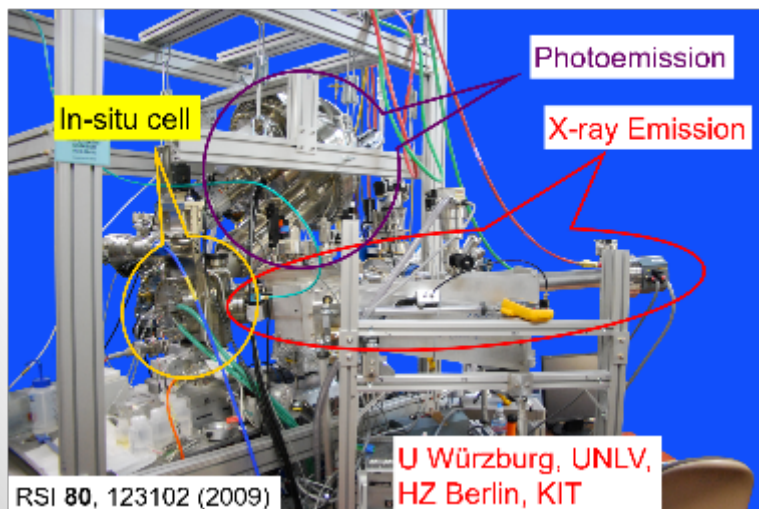 Photoemission
In-situ cell
X-ray Emission
U Würzburg, UNLV,
HZ Berlin, KIT
RSI 80, 123102 (2009)